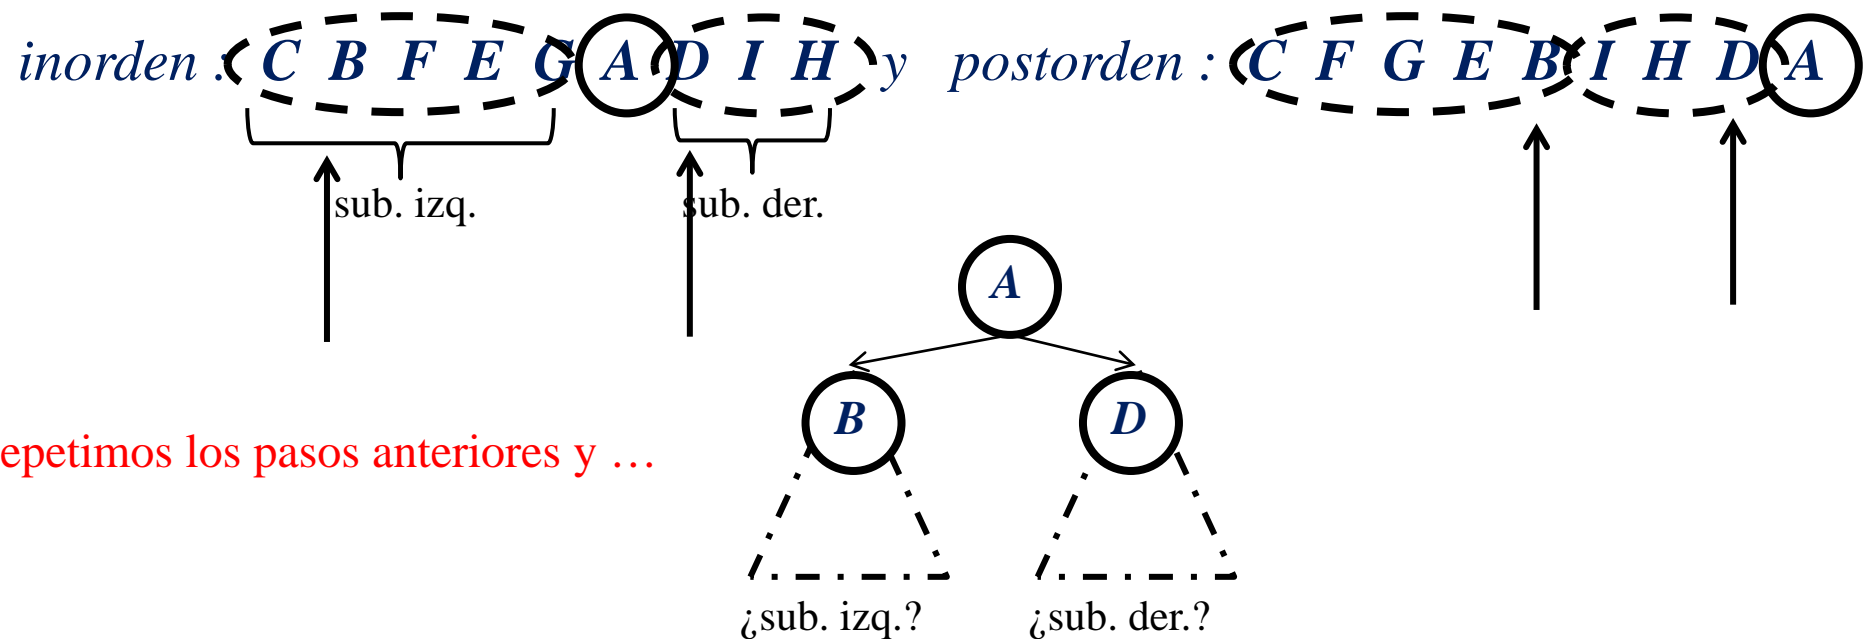 inorden : C B F E G A D I H y postorden : C F G E B I H D A
sub. izq. sub. der.
A
B D
epetimos los pasos anteriores y …
¿sub. izq.? ¿sub. der.?